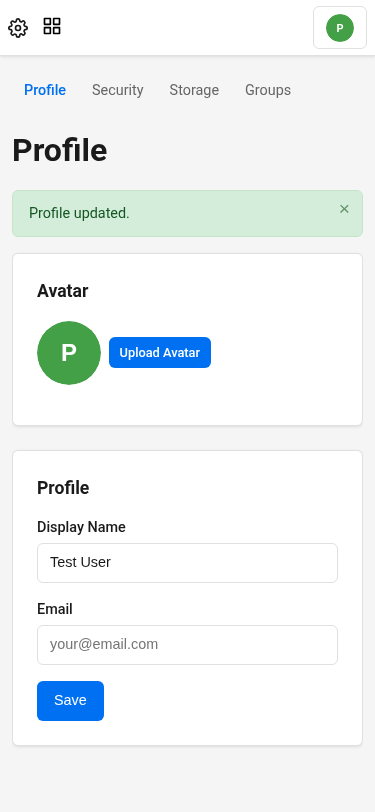 P
Profile Security Storage Groups
Profile
Profile updated. ×
Avatar
P Upload Avatar
Profile
Display Name
Test User
Email
your@email.com
Save